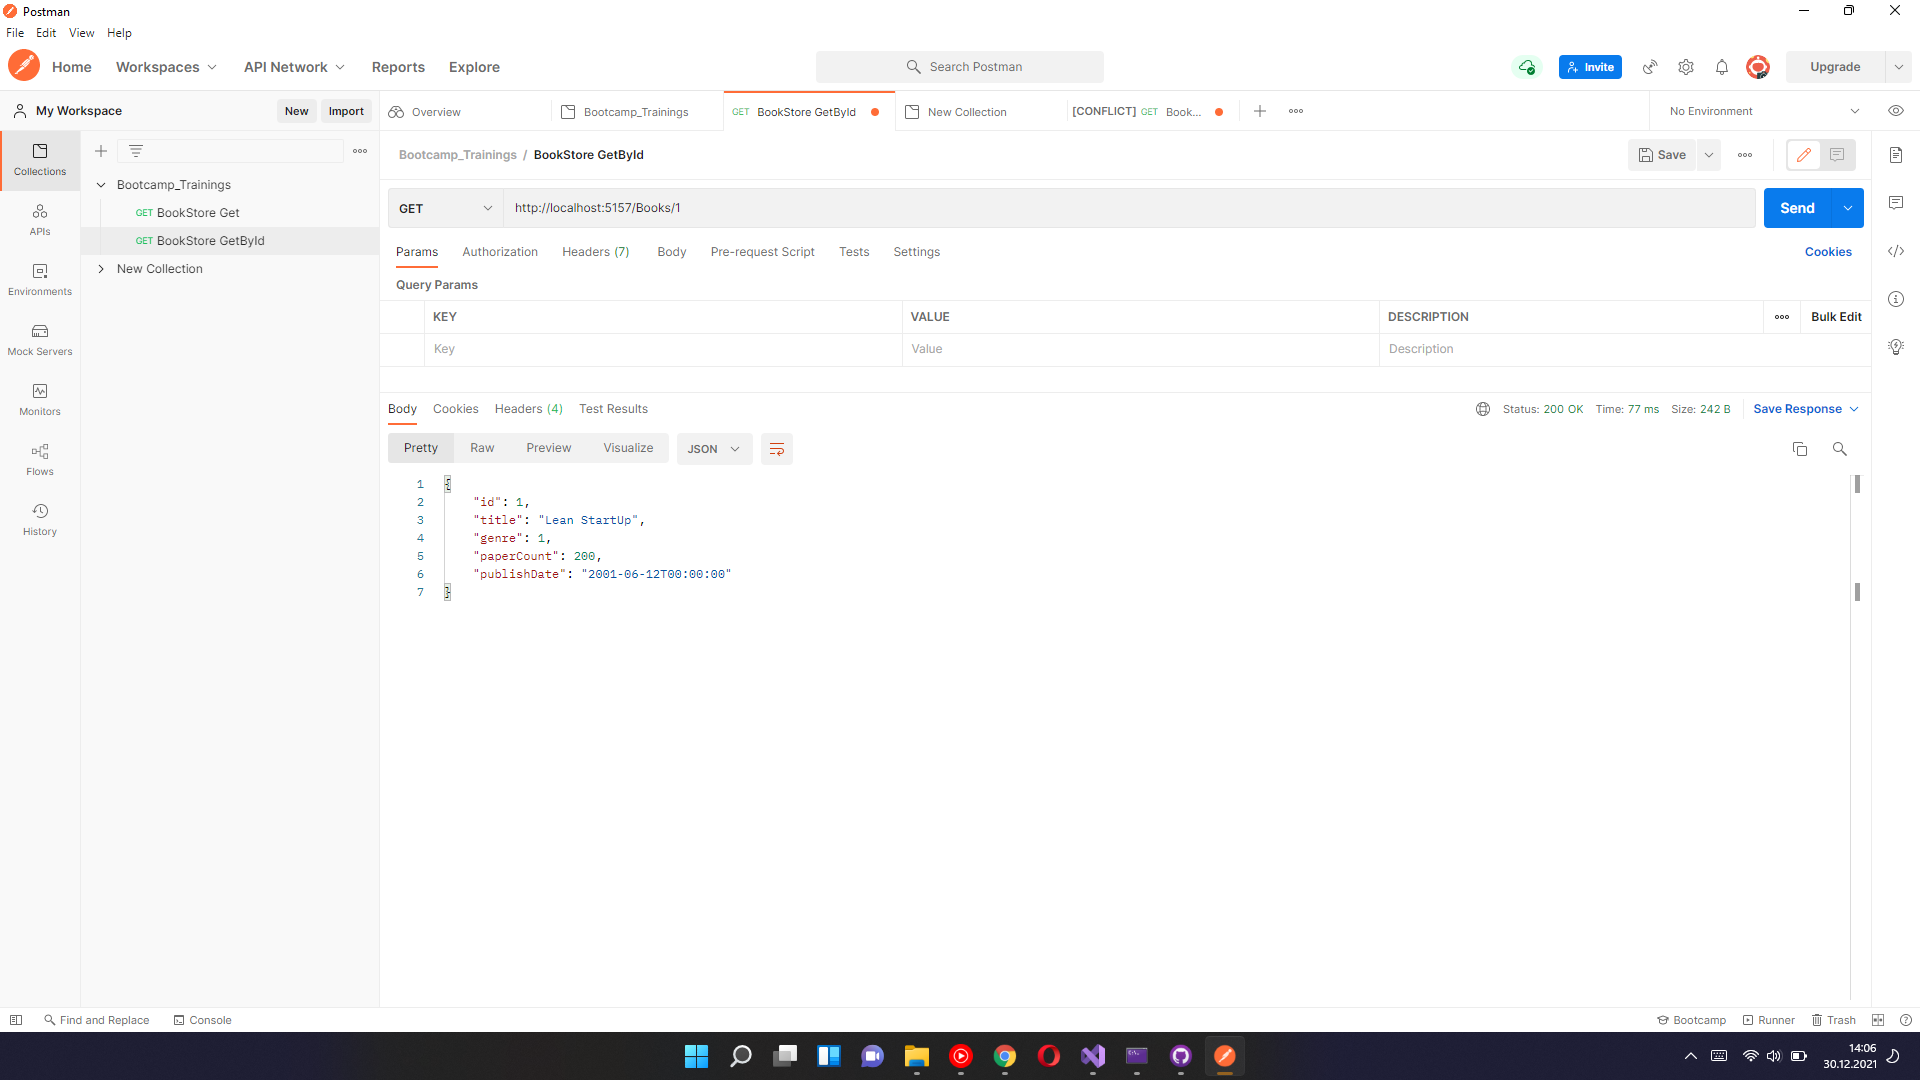 Postman
File Edit View Help
Home Workspaces API Network Reports Explore Search Postman Invite Upgrade
My Workspace New Import Overview Bootcamp_Trainings GET BookStore GetById New Collection [CONFLICT] GET Book... No Environment
Collections
APIs
Environments
Mock Servers
Monitors
Flows
History
Bootcamp_Trainings
GET BookStore Get
GET BookStore GetById
New Collection
Bootcamp_Trainings / BookStore GetById Save
GET http://localhost:5157/Books/1 Send
Params Authorization Headers (7) Body Pre-request Script Tests Settings Cookies
Query Params
KEY VALUE DESCRIPTION Bulk Edit
Key Value Description
Body Cookies Headers (4) Test Results Status: 200 OK Time: 77 ms Size: 242 B Save Response
Pretty Raw Preview Visualize JSON
1 {
2 "id": 1,
3 "title": "Lean StartUp",
4 "genre": 1,
5 "paperCount": 200,
6 "publishDate": "2001-06-12T00:00:00"
7 }
Find and Replace Console Bootcamp Runner Trash
14:06
30.12.2021